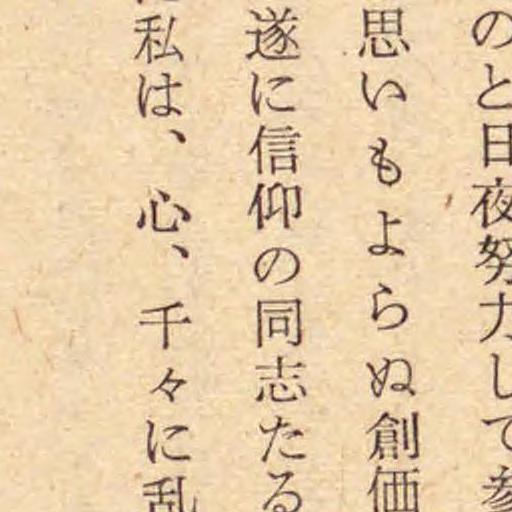 のと日夜努力して参
思いもよらぬ創価
遂に信仰の同志たる
私は、心、千々に乱